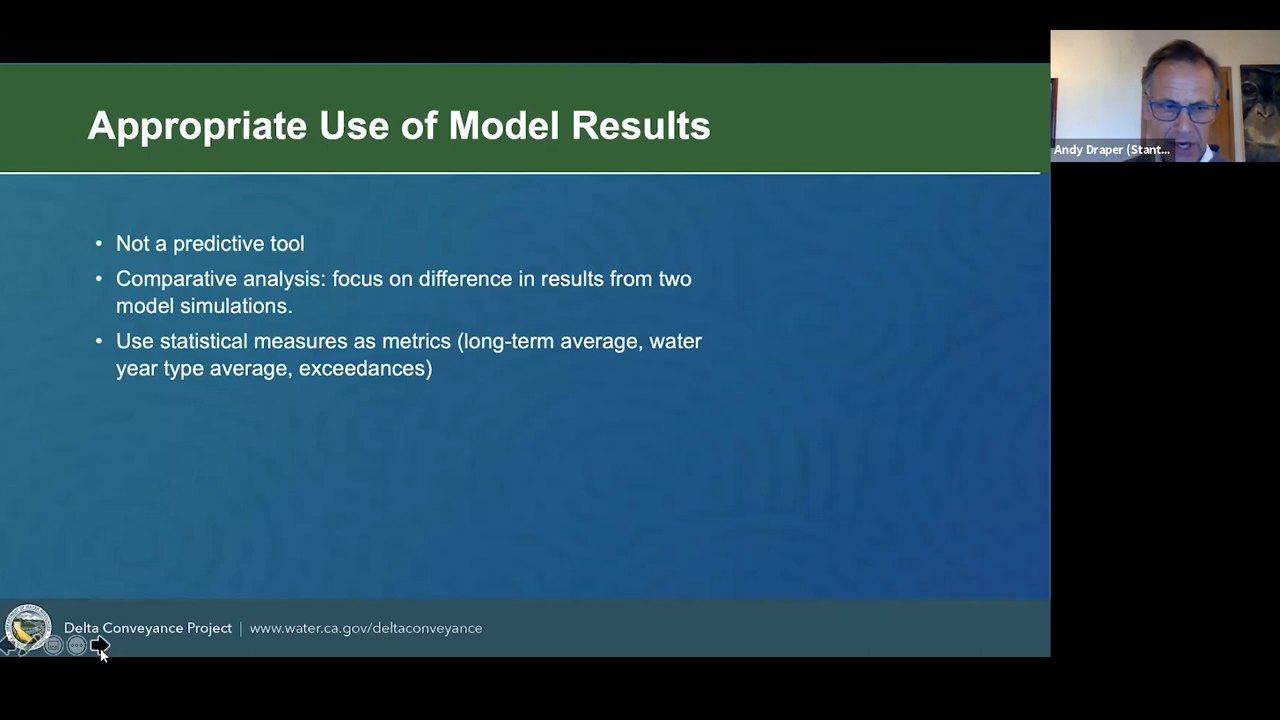 Appropriate Use of Model Results
Andy Draper (Stant...
• Not a predictive tool
• Comparative analysis: focus on difference in results from two
model simulations.
• Use statistical measures as metrics (long-term average, water
year type average, exceedances)
Delta Conveyance Project | www.water.ca.gov/deltaconveyance